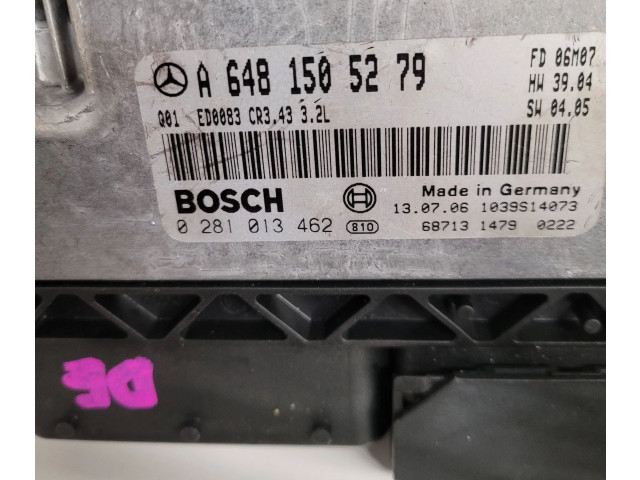 A 648 150 52 79
FD 06M07
HW 39.04
SW 04.05
Q01 ED0083 CR3.43 3.2L
BOSCH
Made in Germany
0 281 013 462 810
13.07.06 1039S14073
68713 1479 0222
DE